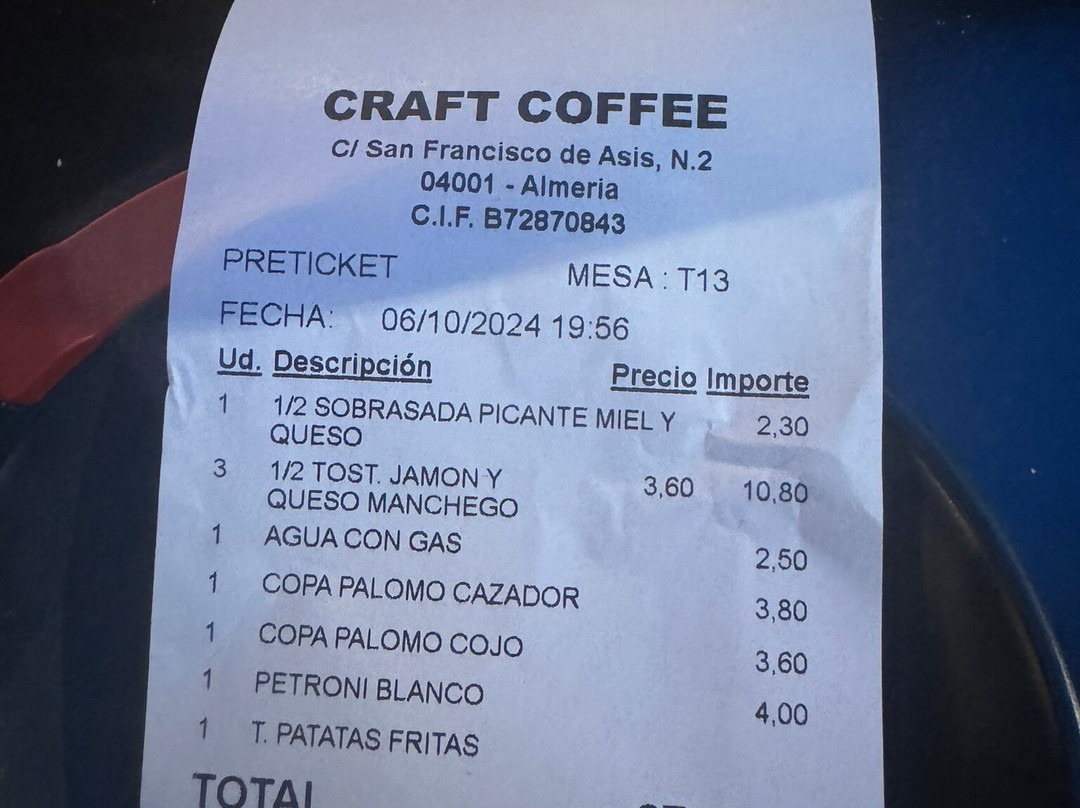 CRAFT COFFEE
C/ San Francisco de Asis, N.2
04001 - Almeria
C.I.F. B72870843
PRETICKET MESA : T13
FECHA: 06/10/2024 19:56
Ud. Descripción Precio Importe
1 1/2 SOBRASADA PICANTE MIEL Y 2,30
QUESO
3 1/2 TOST. JAMON Y 3,60 10,80
QUESO MANCHEGO
1 AGUA CON GAS 2,50
1 COPA PALOMO CAZADOR 3,80
1 COPA PALOMO COJO 3,60
1 PETRONI BLANCO 4,00
1 T. PATATAS FRITAS
TOTAL